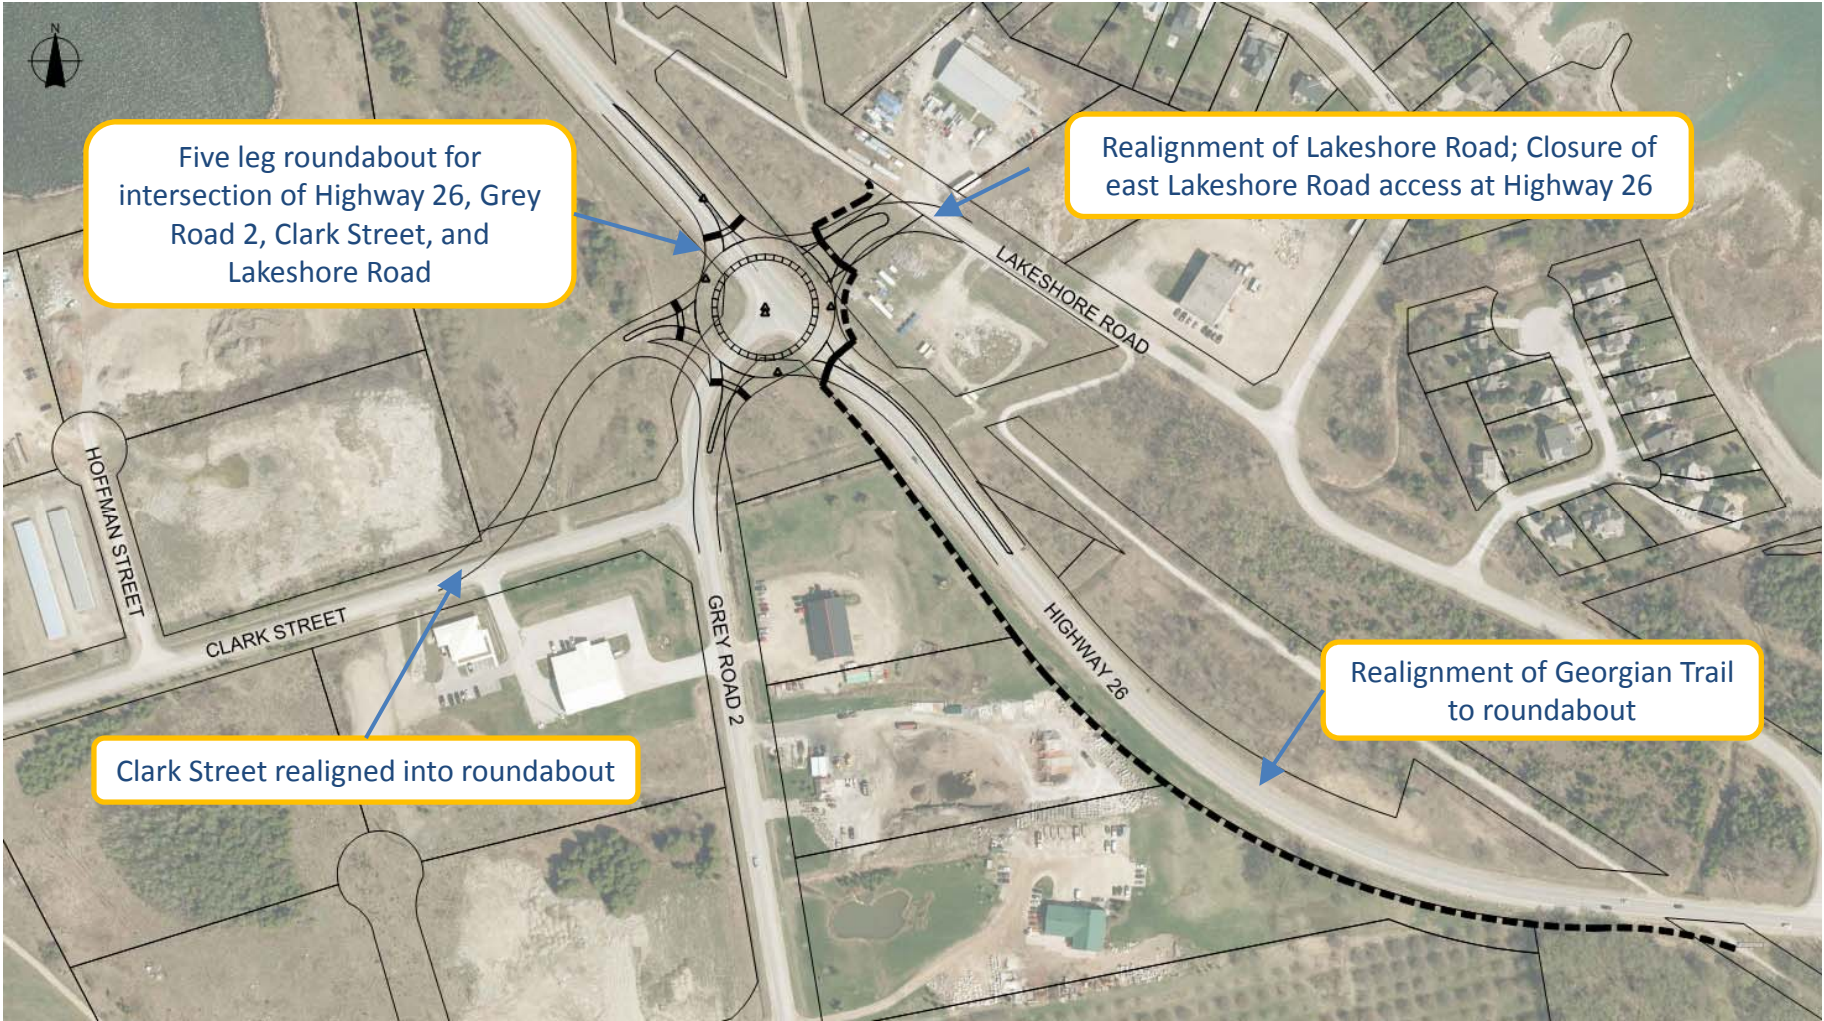 N
Five leg roundabout for
intersection of Highway 26, Grey
Road 2, Clark Street, and
Lakeshore Road
Realignment of Lakeshore Road; Closure of
east Lakeshore Road access at Highway 26
LAKESHORE ROAD
HOFFMAN STREET
CLARK STREET
GREY ROAD 2
HIGHWAY 26
Realignment of Georgian Trail
to roundabout
Clark Street realigned into roundabout